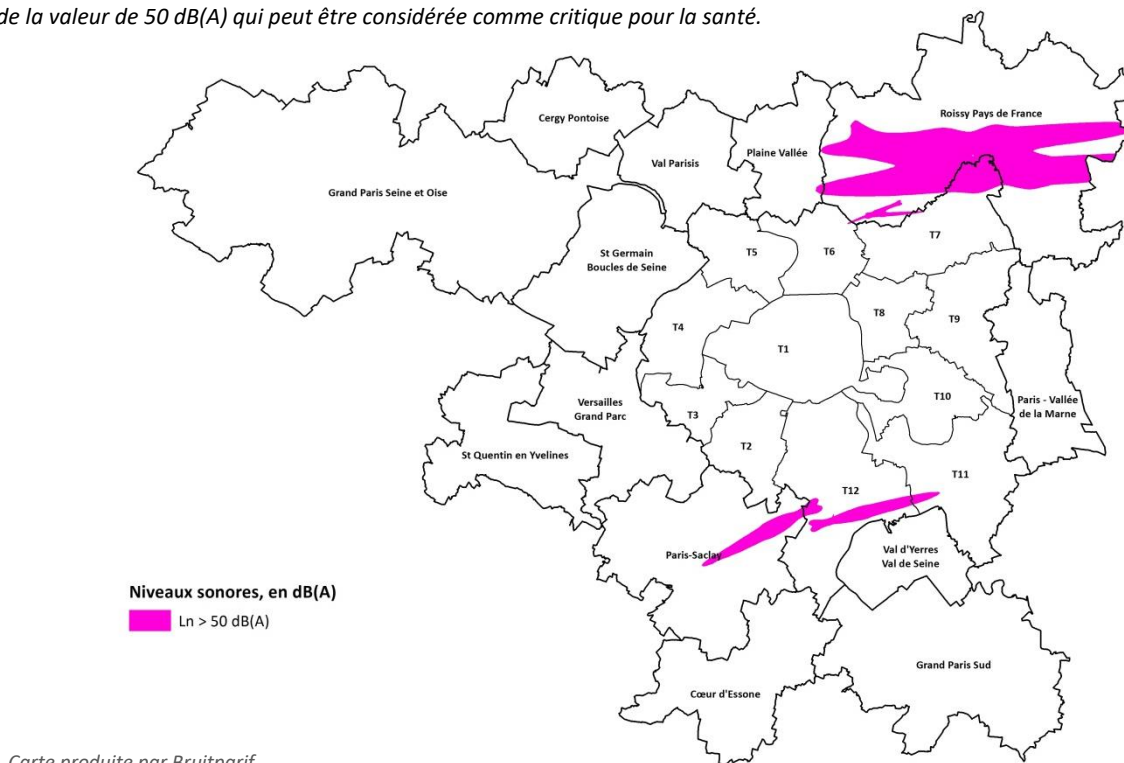 de la valeur de 50 dB(A) qui peut être considérée comme critique pour la santé.
Roissy Pays de France
Cergy Pontoise
Val Parisis
Plaine Vallée
Grand Paris Seine et Oise
T7
St Germain
Boucles de Seine
T5
T6
T4
T8
T9
T1
Versailles
Grand Parc
T3
T10
Paris - Vallée
de la Marne
T2
St Quentin en Yvelines
T11
T12
Paris-Saclay
Val d'Yerres
Val de Seine
Niveaux sonores, en dB(A)
Ln > 50 dB(A)
Grand Paris Sud
Cœur d'Essone
Carte produite par Bruitparif